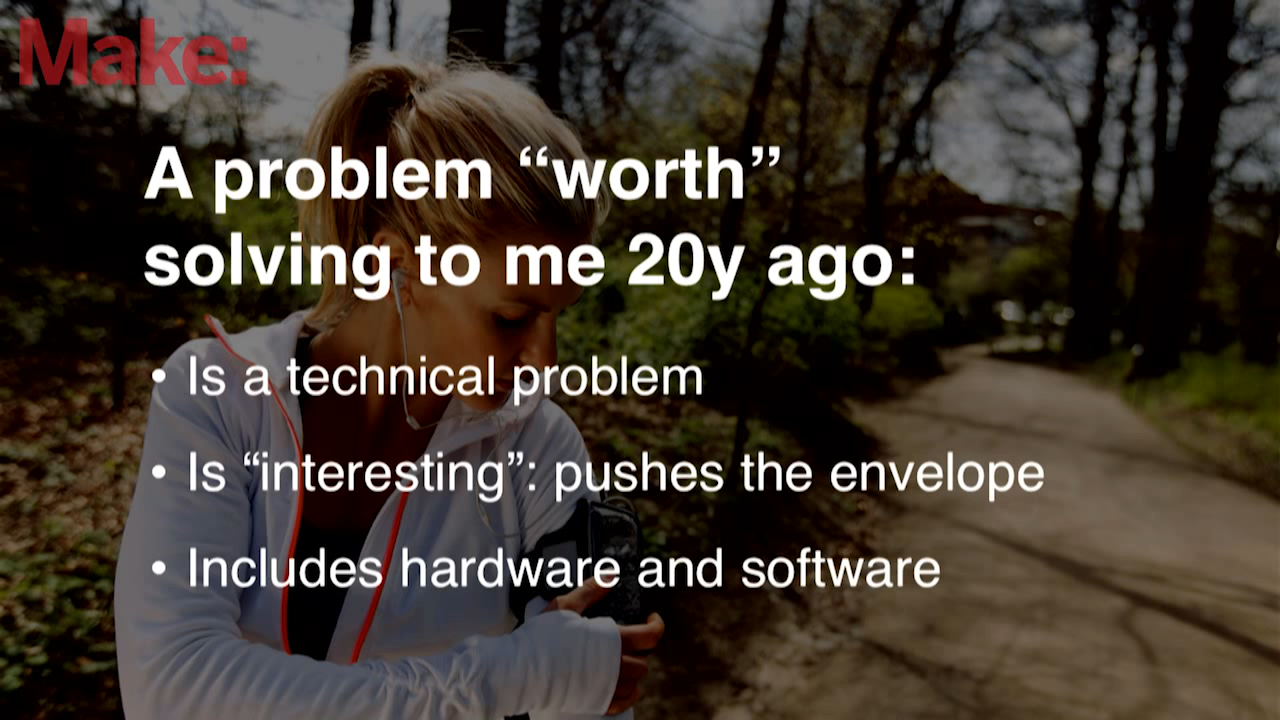 Make:
A problem “worth”
solving to me 20y ago:
• Is a technical problem
• Is “interesting”: pushes the envelope
• Includes hardware and software